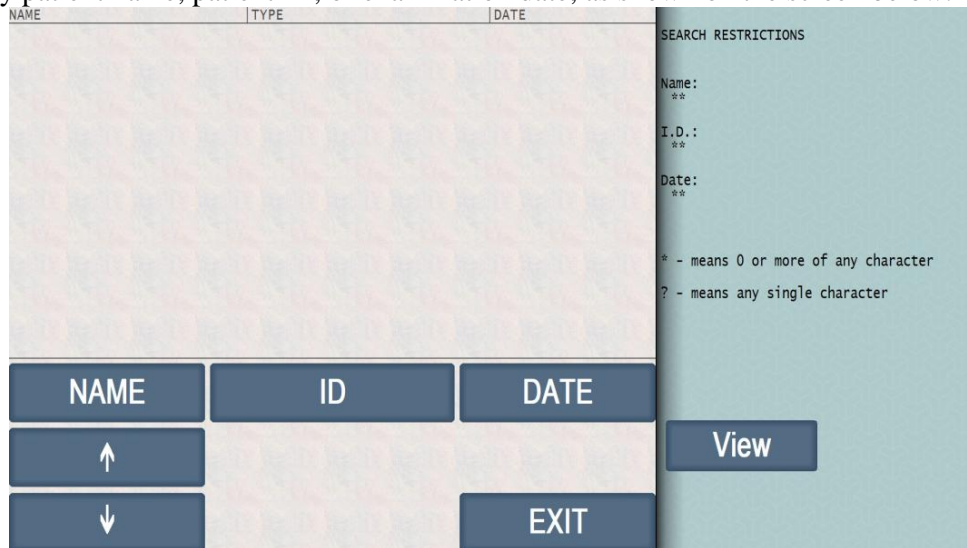 NAME TYPE DATE
SEARCH RESTRICTIONS
Name:
**
I.D.:
**
Date:
**
* - means 0 or more of any character
? - means any single character
NAME ID DATE
↑ View
↓ EXIT